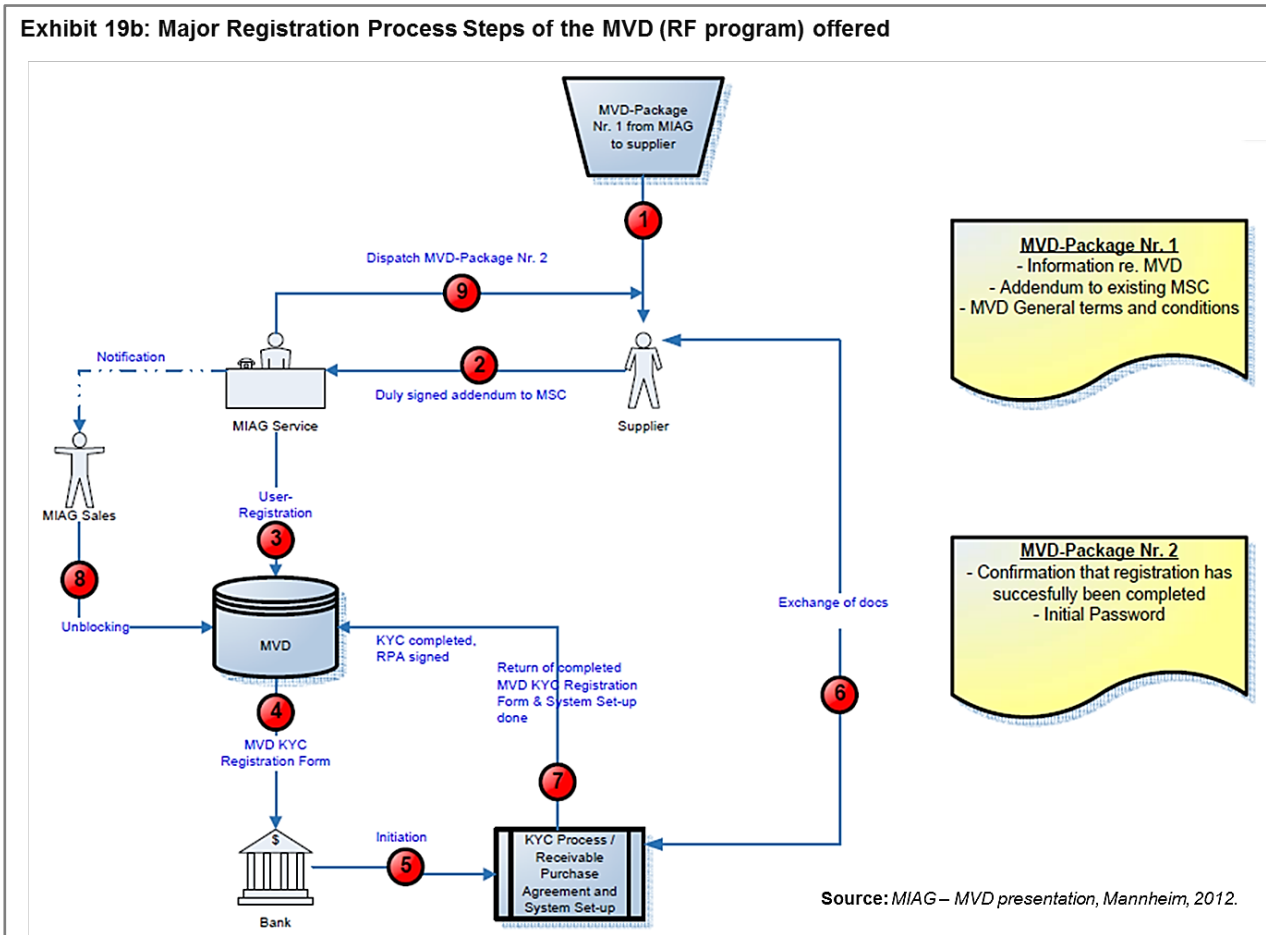 Exhibit 19b: Major Registration Process Steps of the MVD (RF program) offered
MVD-Package
Nr. 1 from MIAG
to supplier
1
MVD-Package Nr. 1
- Information re. MVD
- Addendum to existing MSC
- MVD General terms and conditions
Dispatch MVD-Package Nr. 2
9
Notification
2
Duly signed addendum to MSC
MIAG Service
Supplier
MIAG Sales
User-
Registration
3
8
Unblocking
MVD
KYC completed,
RPA signed
Return of completed
MVD KYC Registration
Form & System Set-up
done
Exchange of docs
6
MVD-Package Nr. 2
- Confirmation that registration has
succesfully been completed
- Initial Password
4
MVD KYC
Registration Form
7
$
Bank
Initiation
5
KYC Process /
Receivable
Purchase
Agreement and
System Set-up
Source: MIAG – MVD presentation, Mannheim, 2012.